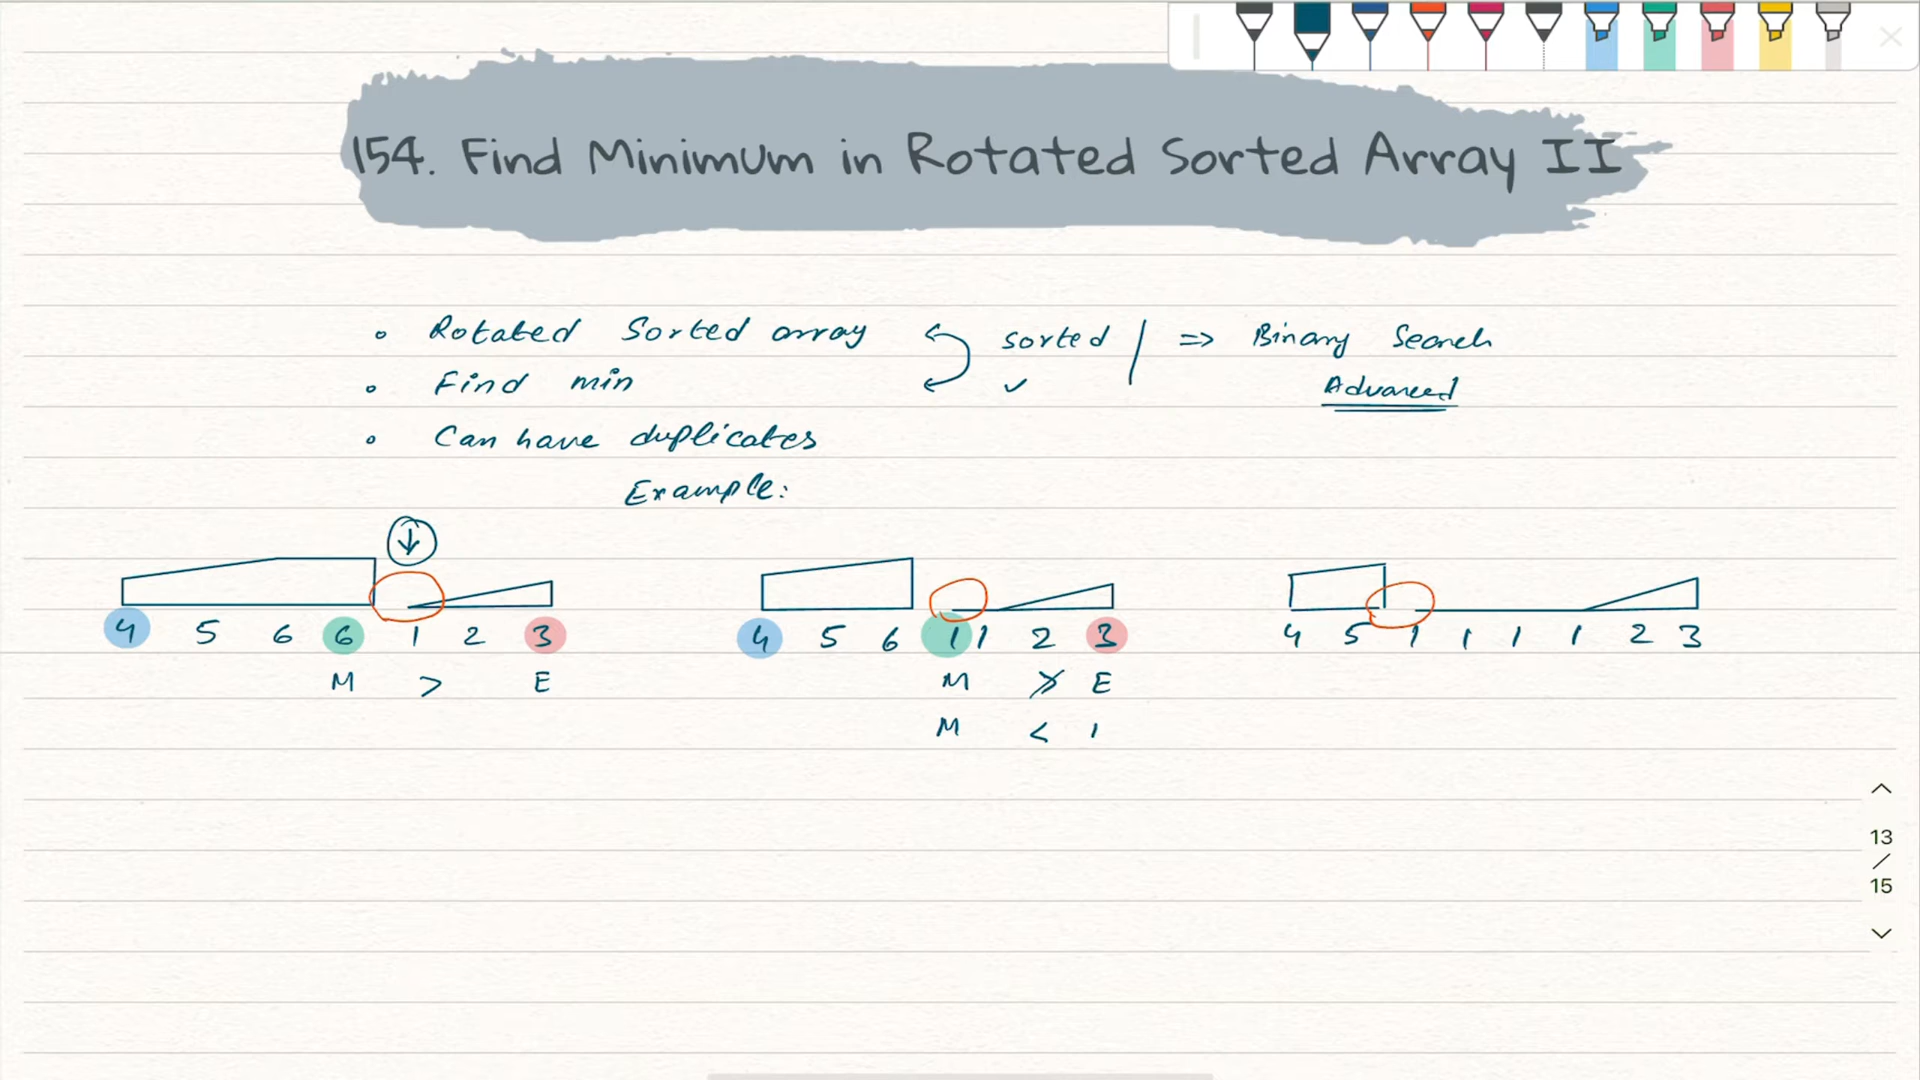 154. Find Minimum in Rotated Sorted Array II
Rotated Sorted array sorted => Binary Search
Find min ✓ Advanced
Can have duplicates
Example:
4 5 6 6 1 2 3
4 5 6 1 1 2 3
4 5 1 1 1 1 2 3
M > E
M > E
M < 1
13
/
15